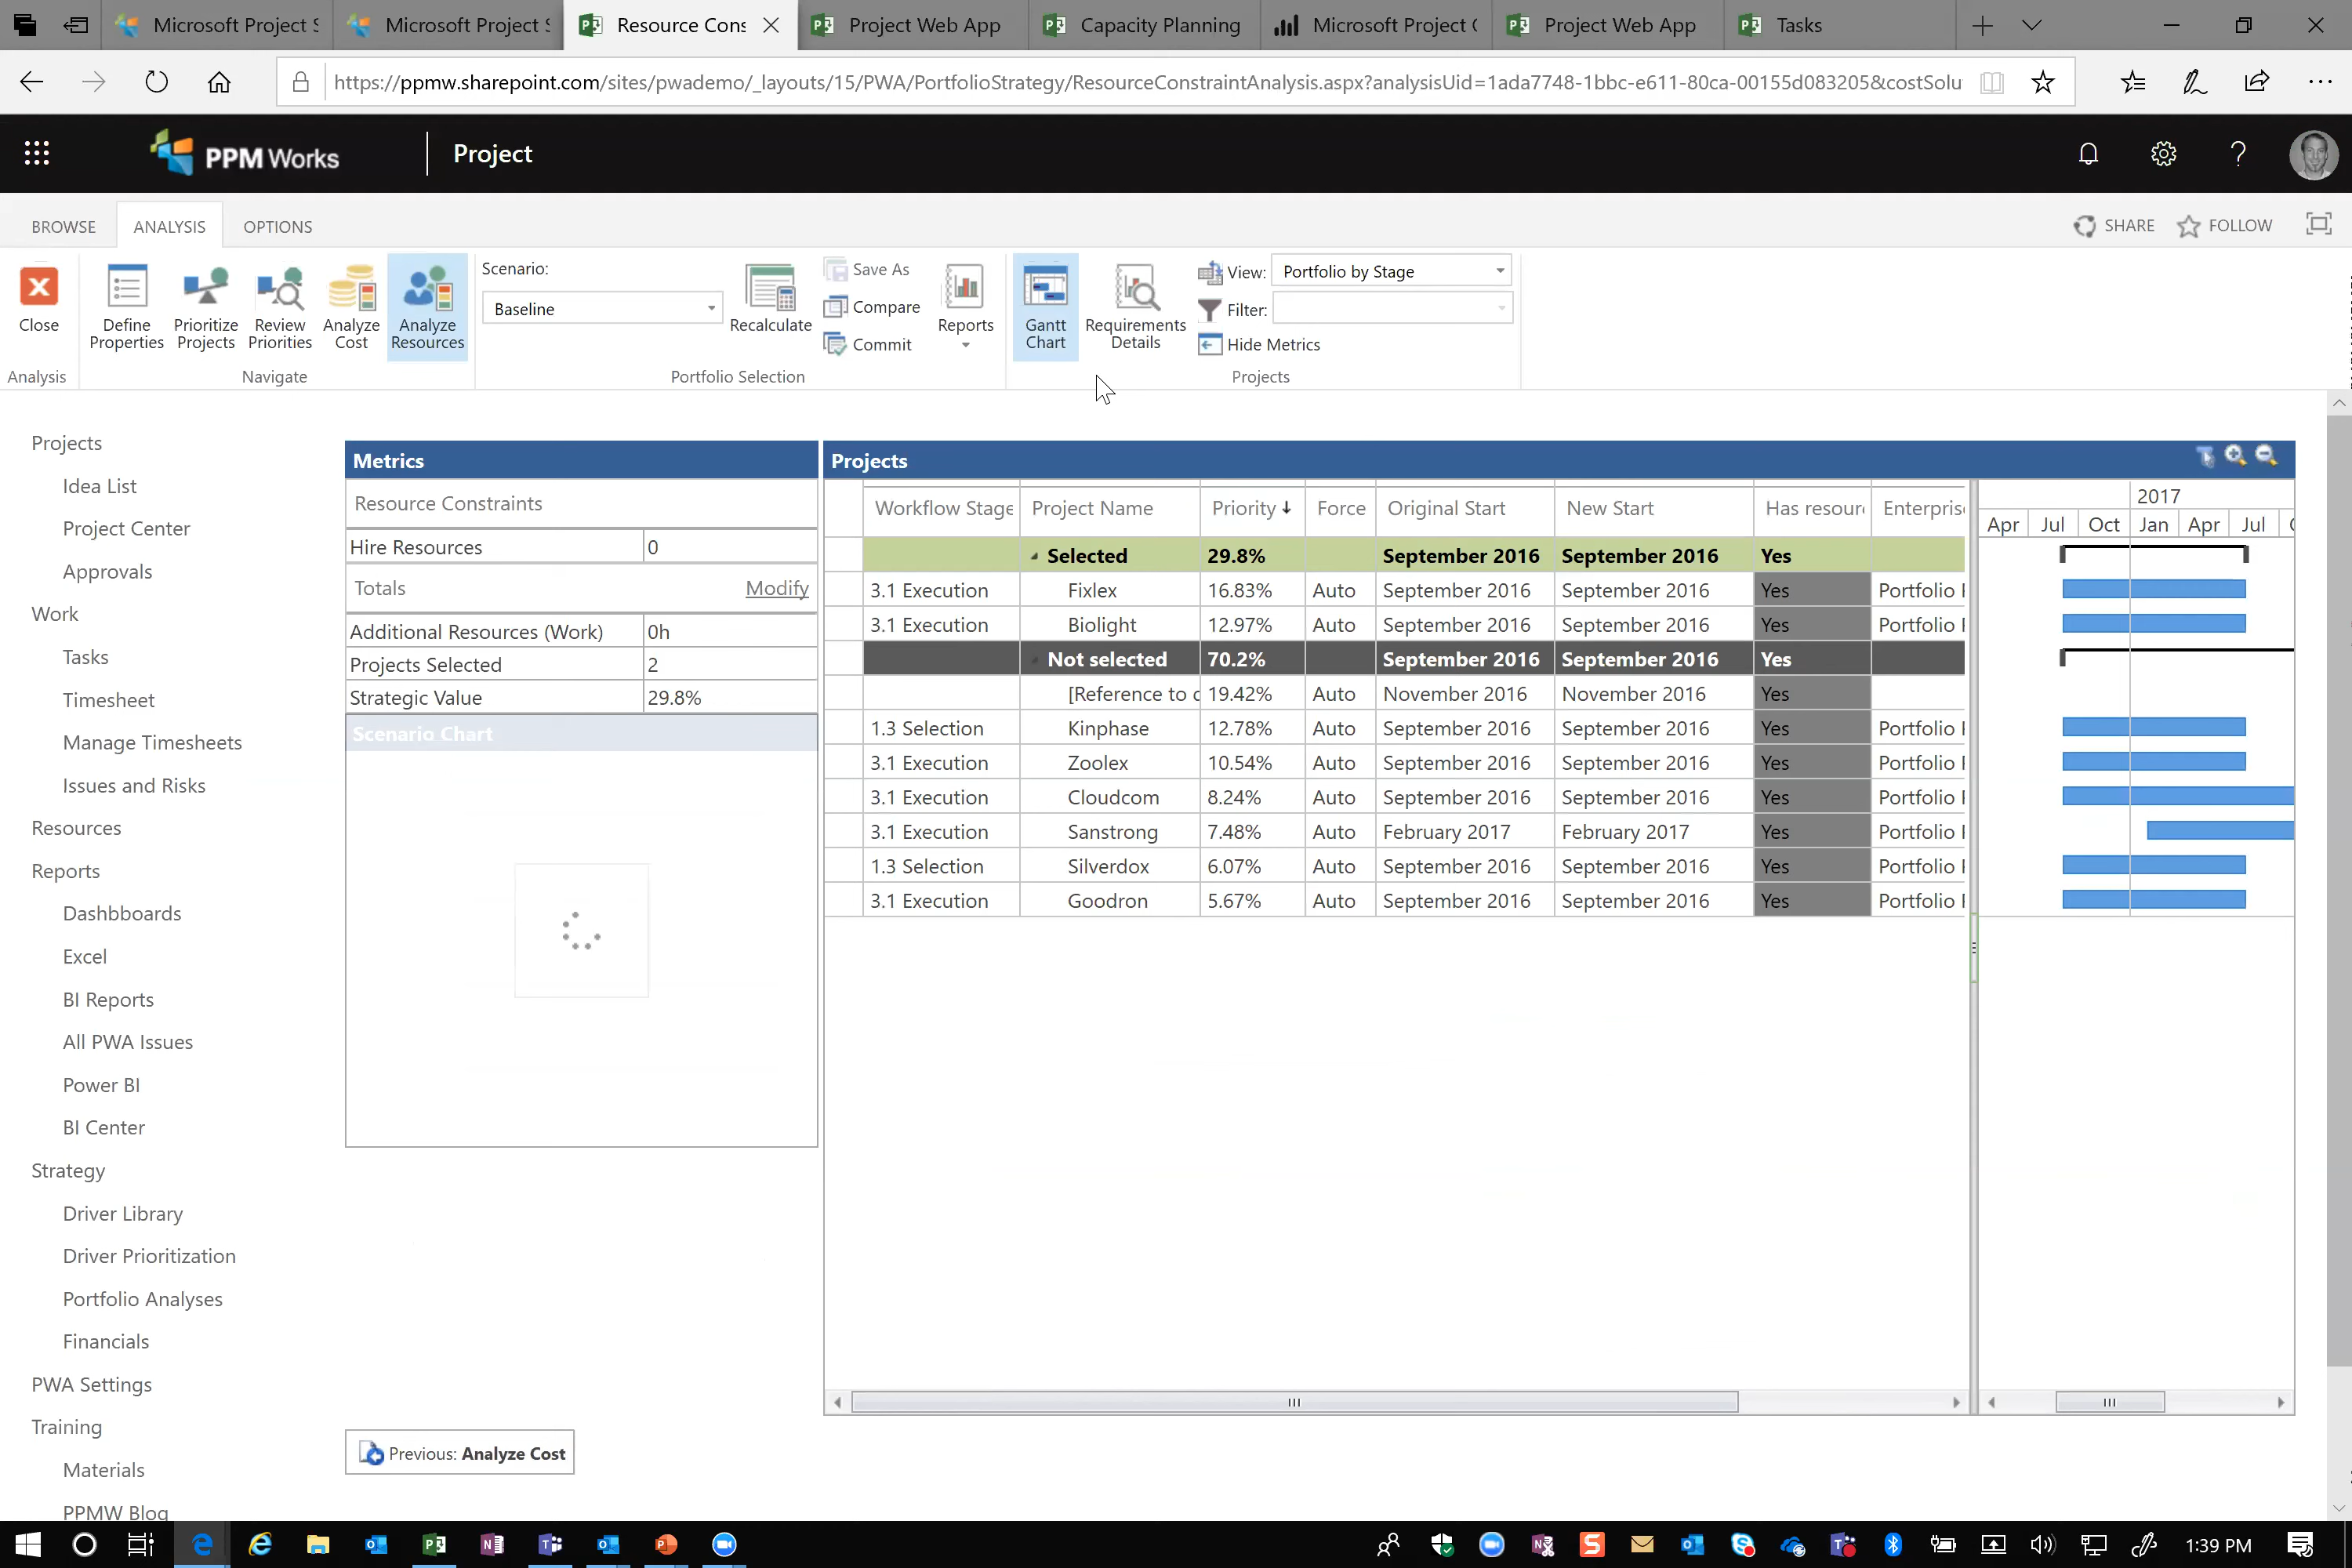 Microsoft Project S
Microsoft Project S
Resource Cons
Project Web App
Capacity Planning
Microsoft Project (
Project Web App
Tasks
https://ppmw.sharepoint.com/sites/pwademo/_layouts/15/PWA/PortfolioStrategy/ResourceConstraintAnalysis.aspx?analysisUid=1ada7748-1bbc-e611-80ca-00155d083205&costSolu
PPM Works
Project
BROWSE
ANALYSIS
OPTIONS
SHARE
FOLLOW
Close
Define Properties
Prioritize Projects
Review Priorities
Analyze Cost
Analyze Resources
Scenario:
Baseline
Recalculate
Save As
Compare
Commit
Reports
Gantt Chart
Requirements Details
View: Portfolio by Stage
Filter:
Hide Metrics
Analysis
Navigate
Portfolio Selection
Projects
Projects
Idea List
Project Center
Approvals
Work
Tasks
Timesheet
Manage Timesheets
Issues and Risks
Resources
Reports
Dashbboards
Excel
BI Reports
All PWA Issues
Power BI
BI Center
Strategy
Driver Library
Driver Prioritization
Portfolio Analyses
Financials
PWA Settings
Training
Materials
PPMW Blog
Metrics
Resource Constraints
Hire Resources 0
Totals Modify
Additional Resources (Work) 0h
Projects Selected 2
Strategic Value 29.8%
Scenario Chart
Previous: Analyze Cost
Projects
Workflow Stage Project Name Priority Force Original Start New Start Has resour Enterpris
Selected 29.8% September 2016 September 2016 Yes
3.1 Execution Fixlex 16.83% Auto September 2016 September 2016 Yes Portfolio
3.1 Execution Biolight 12.97% Auto September 2016 September 2016 Yes Portfolio
Not selected 70.2% September 2016 September 2016 Yes
[Reference to c 19.42% Auto November 2016 November 2016 Yes
1.3 Selection Kinphase 12.78% Auto September 2016 September 2016 Yes Portfolio
3.1 Execution Zoolex 10.54% Auto September 2016 September 2016 Yes Portfolio
3.1 Execution Cloudcom 8.24% Auto September 2016 September 2016 Yes Portfolio
3.1 Execution Sanstrong 7.48% Auto February 2017 February 2017 Yes Portfolio
1.3 Selection Silverdox 6.07% Auto September 2016 September 2016 Yes Portfolio
3.1 Execution Goodron 5.67% Auto September 2016 September 2016 Yes Portfolio
2017
Apr Jul Oct Jan Apr Jul
1:39 PM